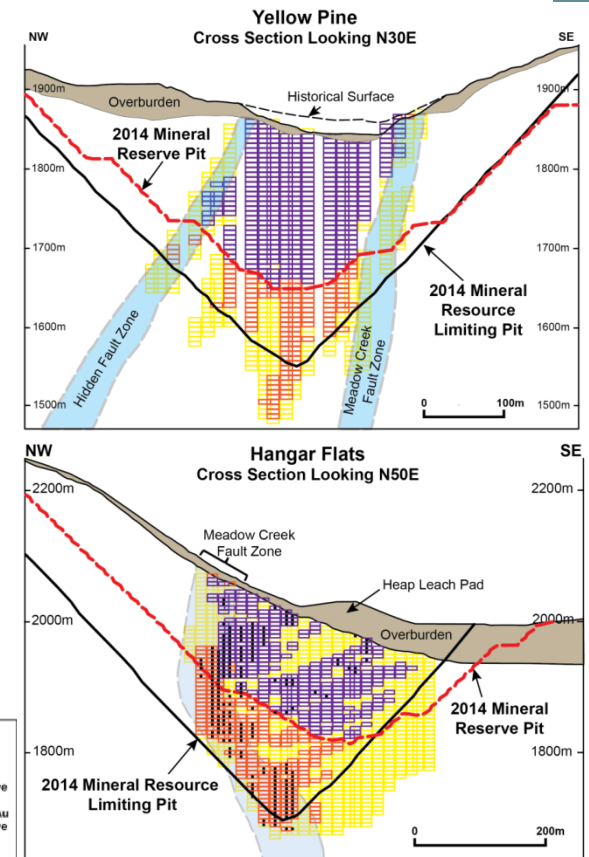 Yellow Pine
Cross Section Looking N30E
NW
SE
1900m
1900m
Overburden
Historical Surface
2014 Mineral
Reserve Pit
1800m
1800m
1700m
1700m
2014 Mineral
Resource
Limiting Pit
1600m
1600m
Hidden Fault Zone
Meadow Creek
Fault Zone
1500m
1500m
0
100m
NW
Hangar Flats
SE
Cross Section Looking N50E
2200m
2200m
Meadow Creek
Fault Zone
Heap Leach Pad
2000m
2000m
Overburden
2014 Mineral
Reserve Pit
1800m
1800m
2014 Mineral Resource
Limiting Pit
0
200m